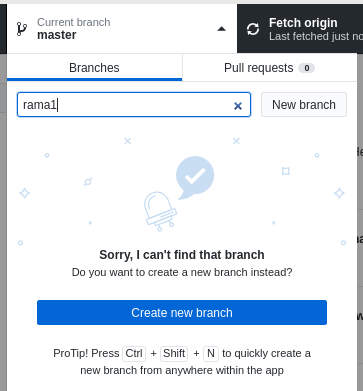 Current branch
master
Fetch origin
Last fetched just no
Branches
Pull requests 0
rama1
New branch
Sorry, I can't find that branch
Do you want to create a new branch instead?
Create new branch
ProTip! Press Ctrl + Shift + N to quickly create a
new branch from anywhere within the app